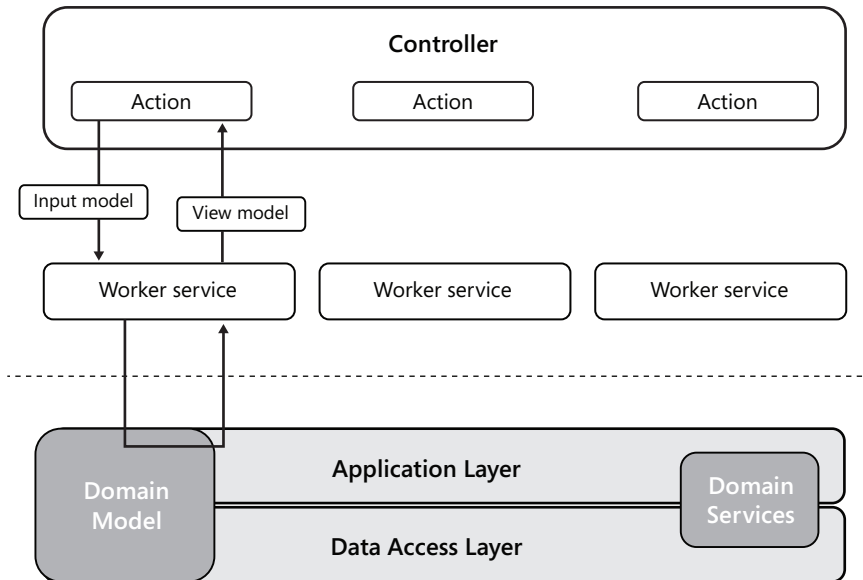 Controller
Action
Action
Action
Input model
View model
Worker service
Worker service
Worker service
Application Layer
Domain
Model
Domain
Services
Data Access Layer